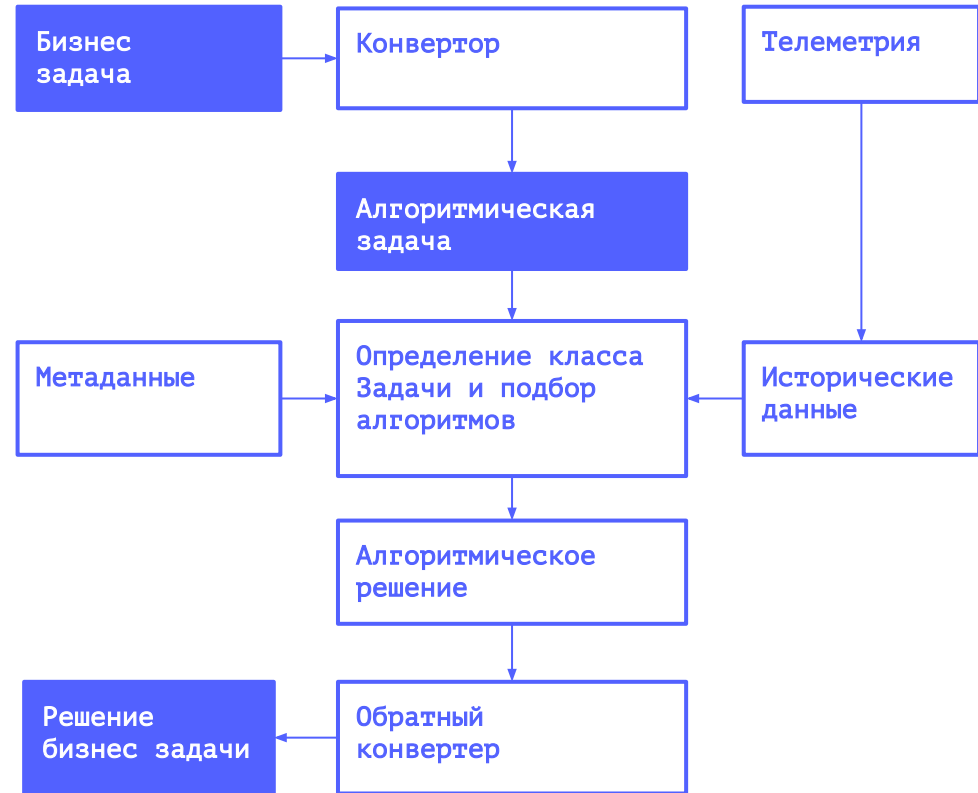 Бизнес
задача
Конвертор
Телеметрия
Алгоритмическая
задача
Метаданные
Определение класса
Задачи и подбор
алгоритмов
Исторические
данные
Алгоритмическое
решение
Решение
бизнес задачи
Обратный
конвертер